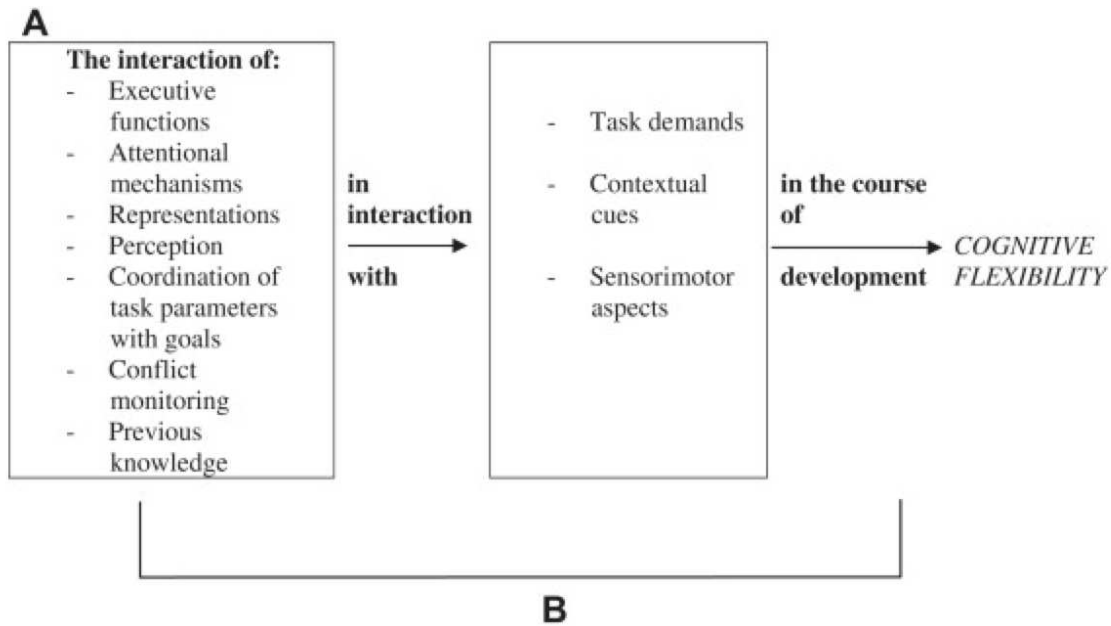 A
The interaction of:
- Executive
functions
- Attentional
mechanisms
- Representations
- Perception
- Coordination of
task parameters
with goals
- Conflict
monitoring
- Previous
knowledge
in
interaction
with
- Task demands
- Contextual
cues
- Sensorimotor
aspects
in the course
of
development
COGNITIVE
FLEXIBILITY
B